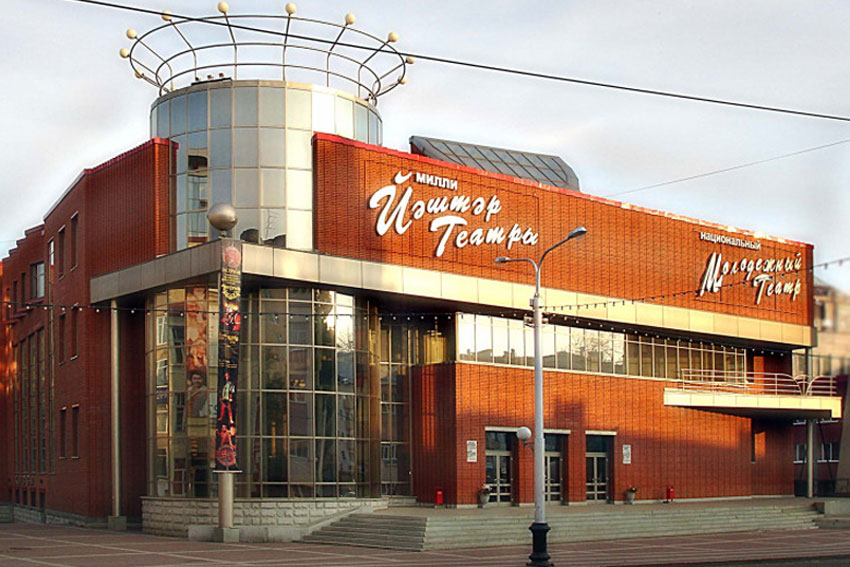 милли
Йәштәр
Театры
национальный
Молодежный
Театр